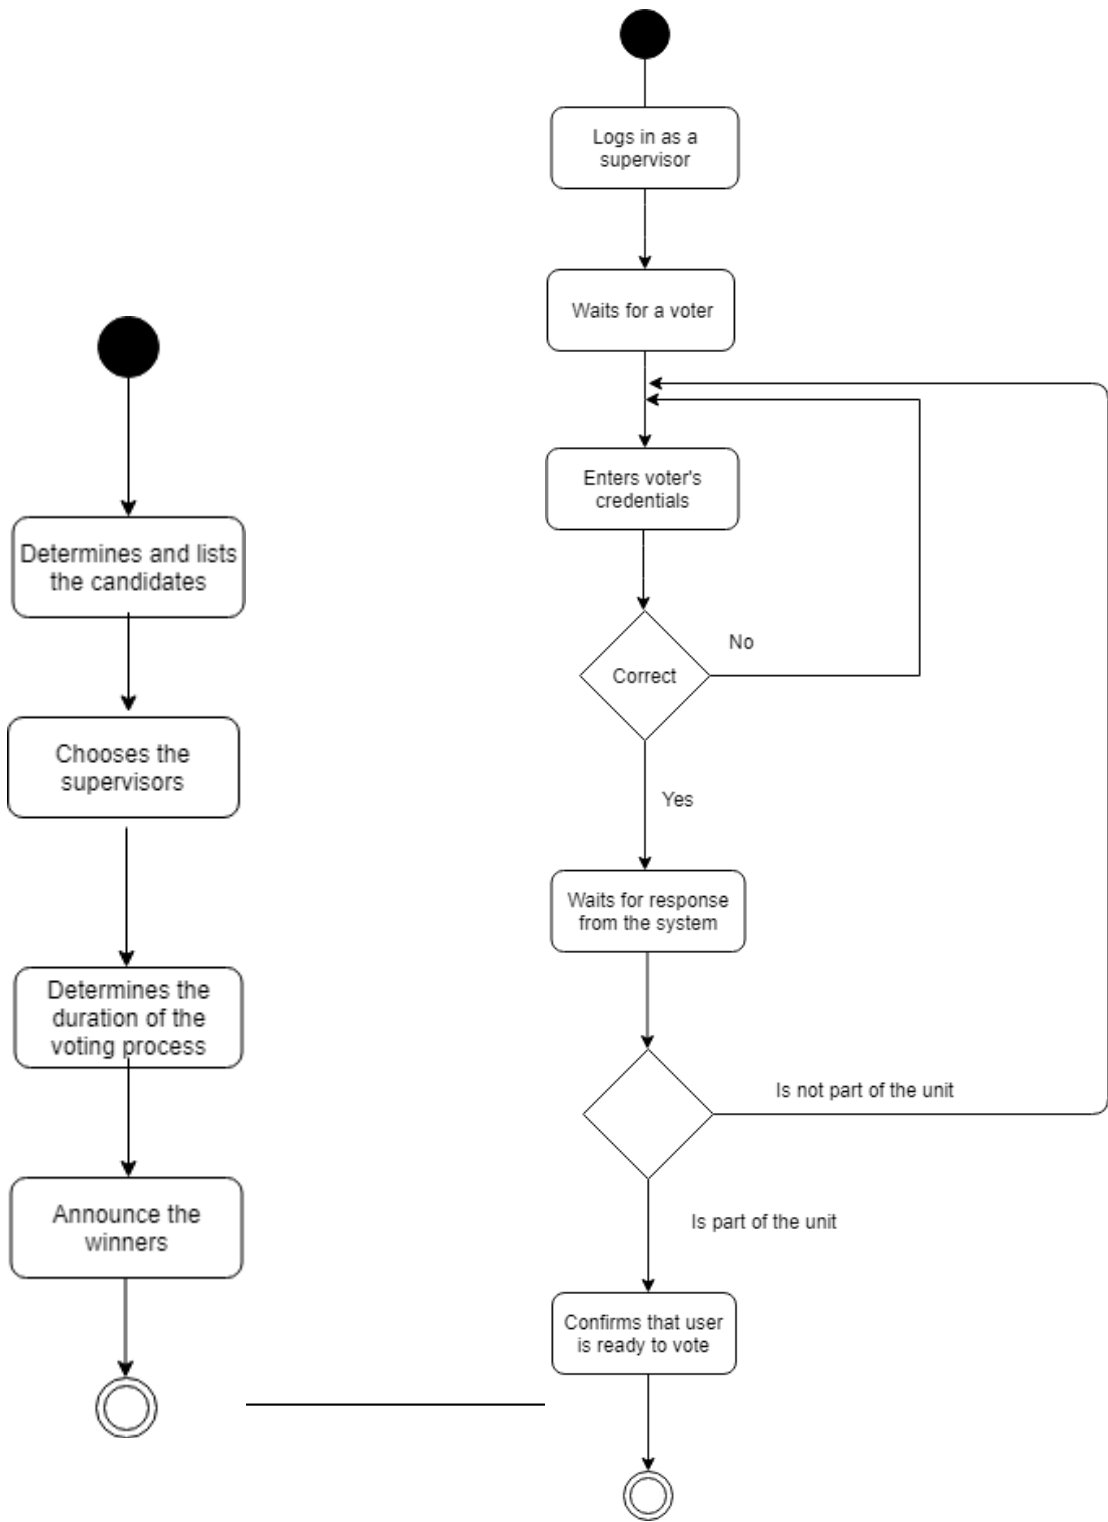 Determines and lists
the candidates
Chooses the
supervisors
Determines the
duration of the
voting process
Announce the
winners
Logs in as a
supervisor
Waits for a voter
Enters voter's
credentials
Correct
No
Yes
Waits for response
from the system
Is not part of the unit
Is part of the unit
Confirms that user
is ready to vote